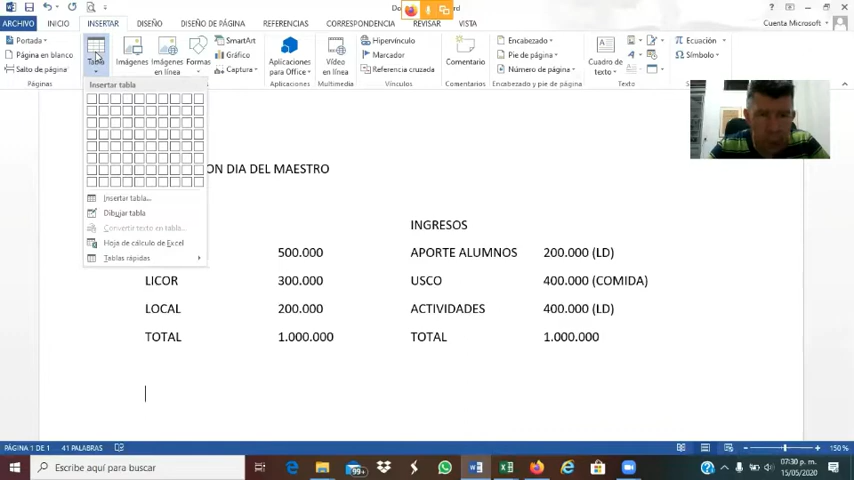 Do
rd
ARCHIVO INICIO INSERTAR DISEÑO DISEÑO DE PÁGINA REFERENCIAS CORRESPONDENCIA REVISAR VISTA Cuenta Microsoft
Portada
Página en blanco
Salto de página
Páginas
Tabla
Imágenes
Imágenes en línea
Formas
SmartArt
Gráfico
Captura
Aplicaciones para Office
Aplicaciones
Vídeo en línea
Multimedia
Hipervínculo
Marcador
Referencia cruzada
Vínculos
Comentario
Comentarios
Encabezado
Pie de página
Número de página
Encabezado y pie de página
Cuadro de texto
Texto
Ecuación
Símbolo
Símbolos
Insertar tabla
Insertar tabla...
Dibujar tabla
Convertir texto en tabla...
Hoja de cálculo de Excel
Tablas rápidas
ON DIA DEL MAESTRO
INGRESOS
500.000 APORTE ALUMNOS 200.000 (LD)
LICOR 300.000 USCO 400.000 (COMIDA)
LOCAL 200.000 ACTIVIDADES 400.000 (LD)
TOTAL 1.000.000 TOTAL 1.000.000
PÁGINA 1 DE 1 41 PALABRAS 150 %
Escribe aquí para buscar
99+
07:30 p. m.
15/05/2020